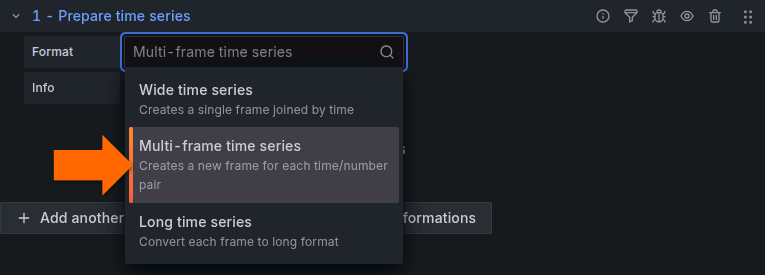 1 - Prepare time series
Format
Multi-frame time series
Info
Wide time series
Creates a single frame joined by time
Multi-frame time series
Creates a new frame for each time/number
pair
Long time series
Convert each frame to long format
Add another
formations